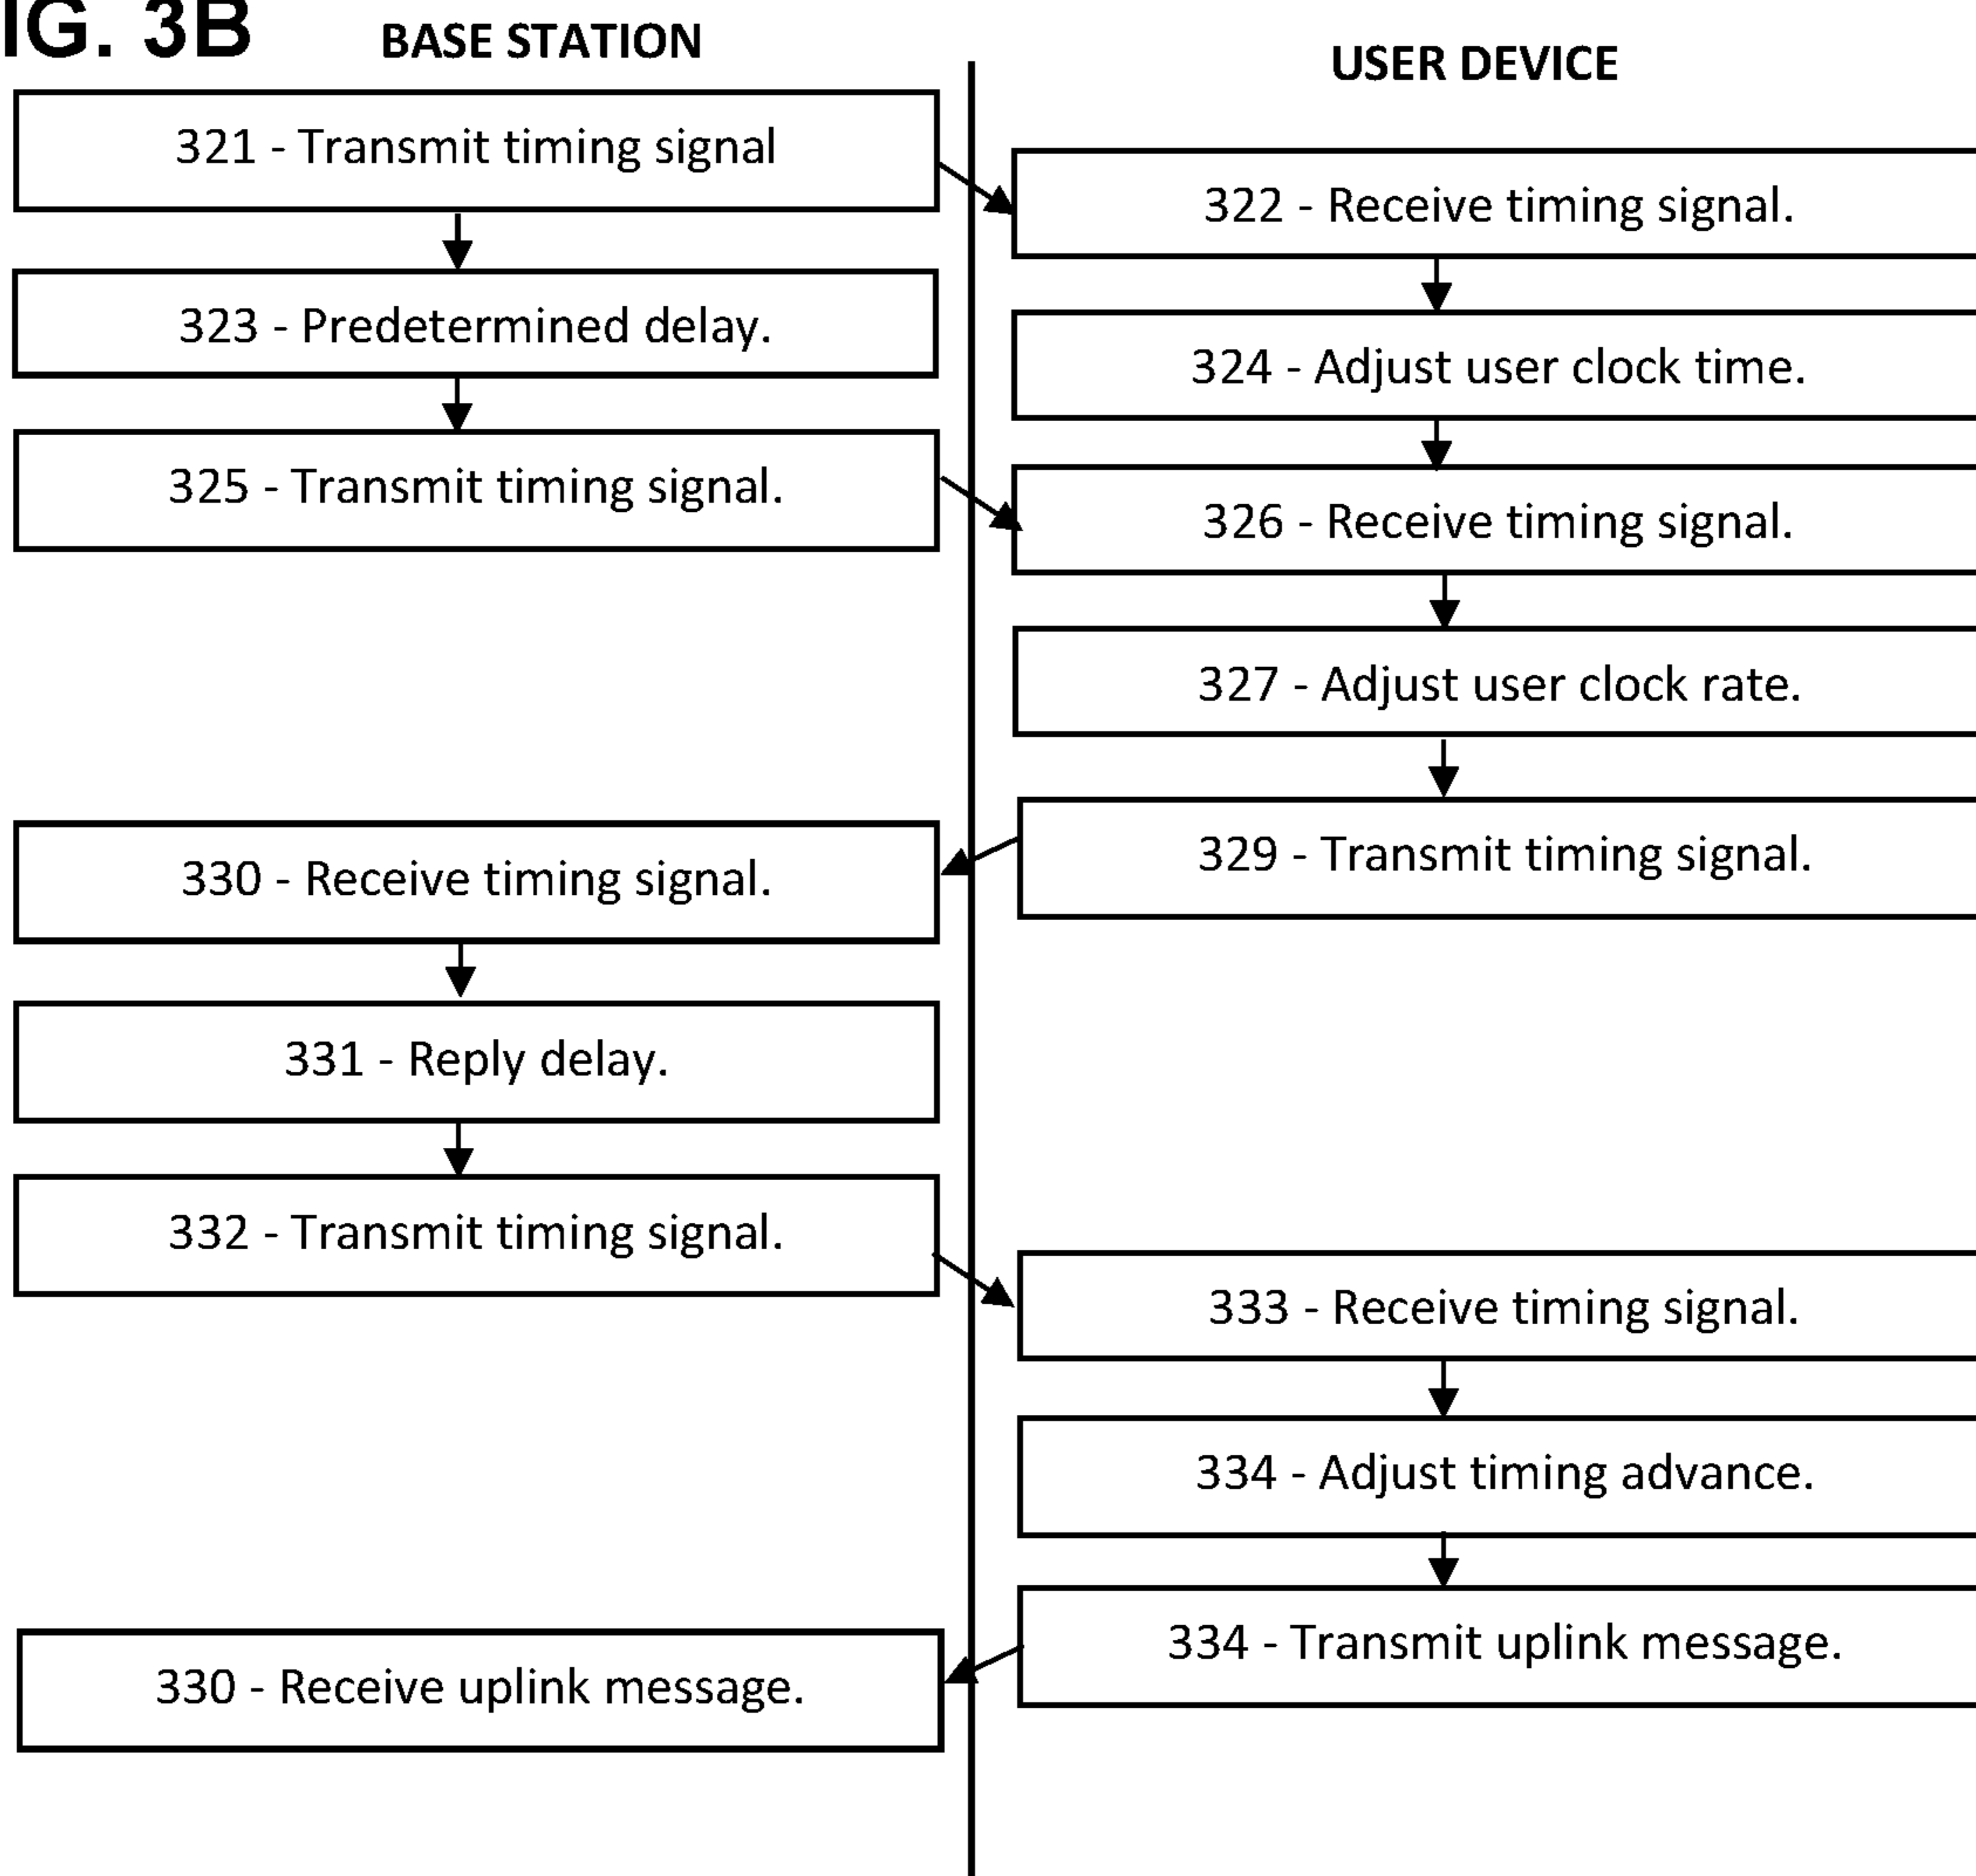 IG. 3B
BASE STATION
USER DEVICE
321 - Transmit timing signal
322 - Receive timing signal.
323 - Predetermined delay.
324 - Adjust user clock time.
325 - Transmit timing signal.
326 - Receive timing signal.
327 - Adjust user clock rate.
329 - Transmit timing signal.
330 - Receive timing signal.
331 - Reply delay.
332 - Transmit timing signal.
333 - Receive timing signal.
334 - Adjust timing advance.
334 - Transmit uplink message.
330 - Receive uplink message.